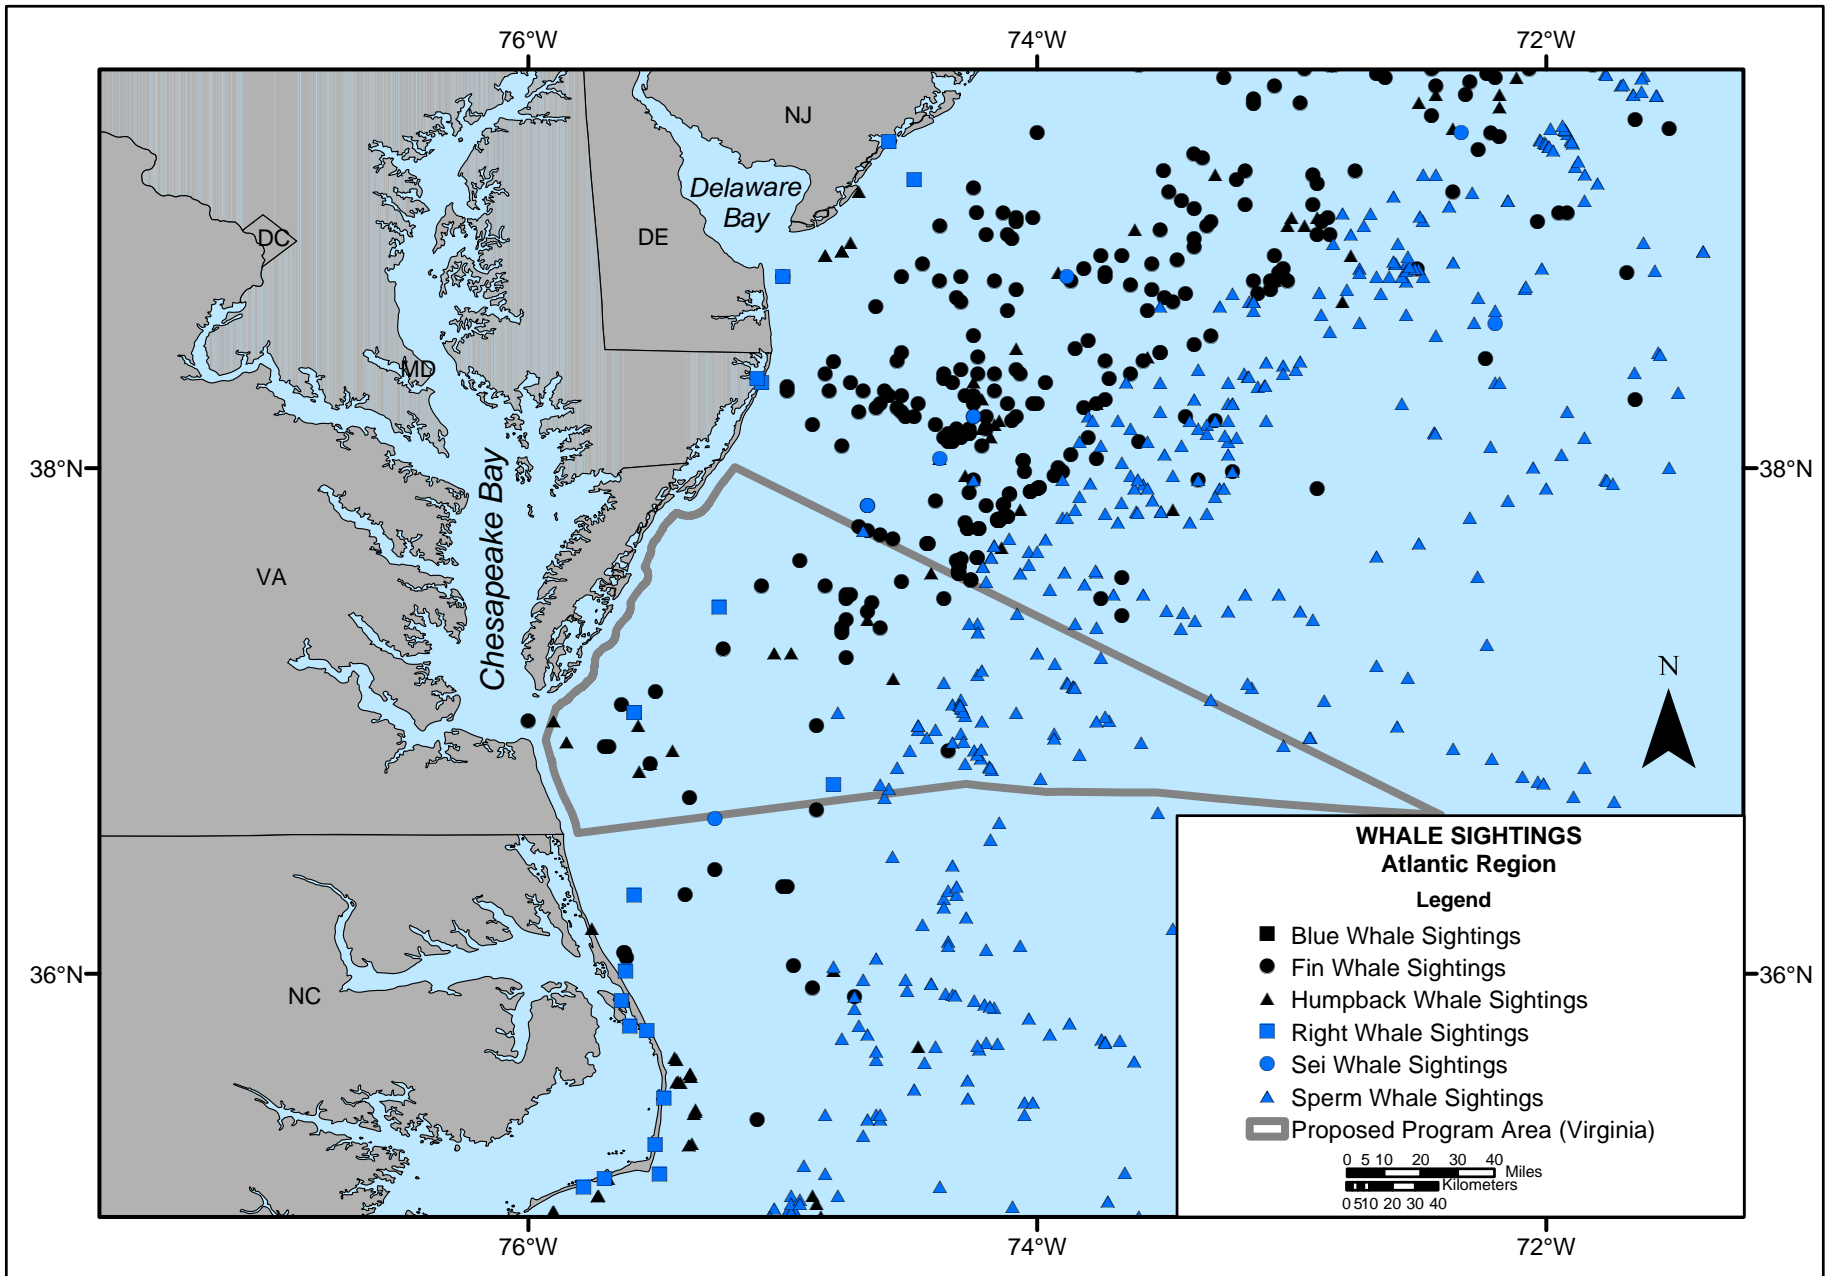 76°W 74°W 72°W
NJ
Delaware
Bay
DC
DE
MD
38°N 38°N
Chesapeake Bay
VA
N
WHALE SIGHTINGS
Atlantic Region
Legend
Blue Whale Sightings
36°N 36°N
Fin Whale Sightings
NC
Humpback Whale Sightings
Right Whale Sightings
Sei Whale Sightings
Sperm Whale Sightings
Proposed Program Area (Virginia)
0 5 10 20 30 40
Miles
Kilometers
0 510 20 30 40
76°W 74°W 72°W